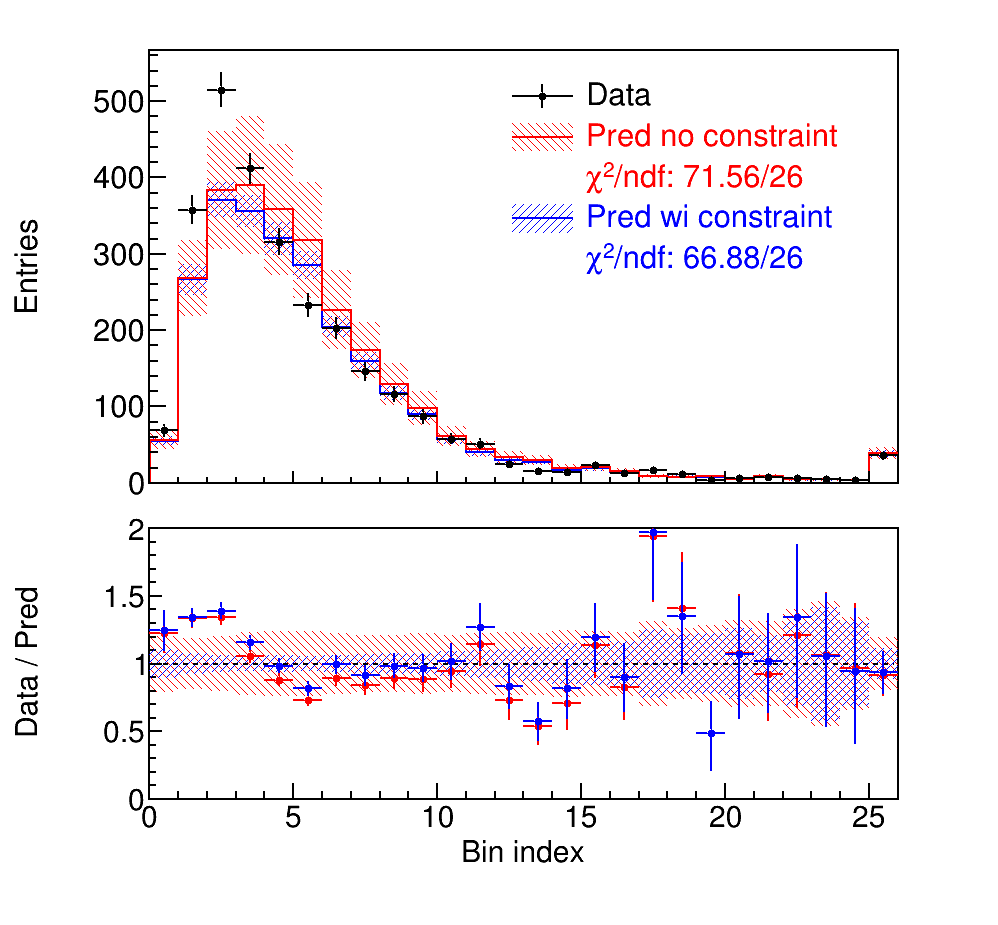 Entries
500
400
300
200
100
0
Data
Pred no constraint
χ²/ndf: 71.56/26
Pred wi constraint
χ²/ndf: 66.88/26
Data / Pred
2
1.5
1
0.5
0
0 5 10 15 20 25
Bin index